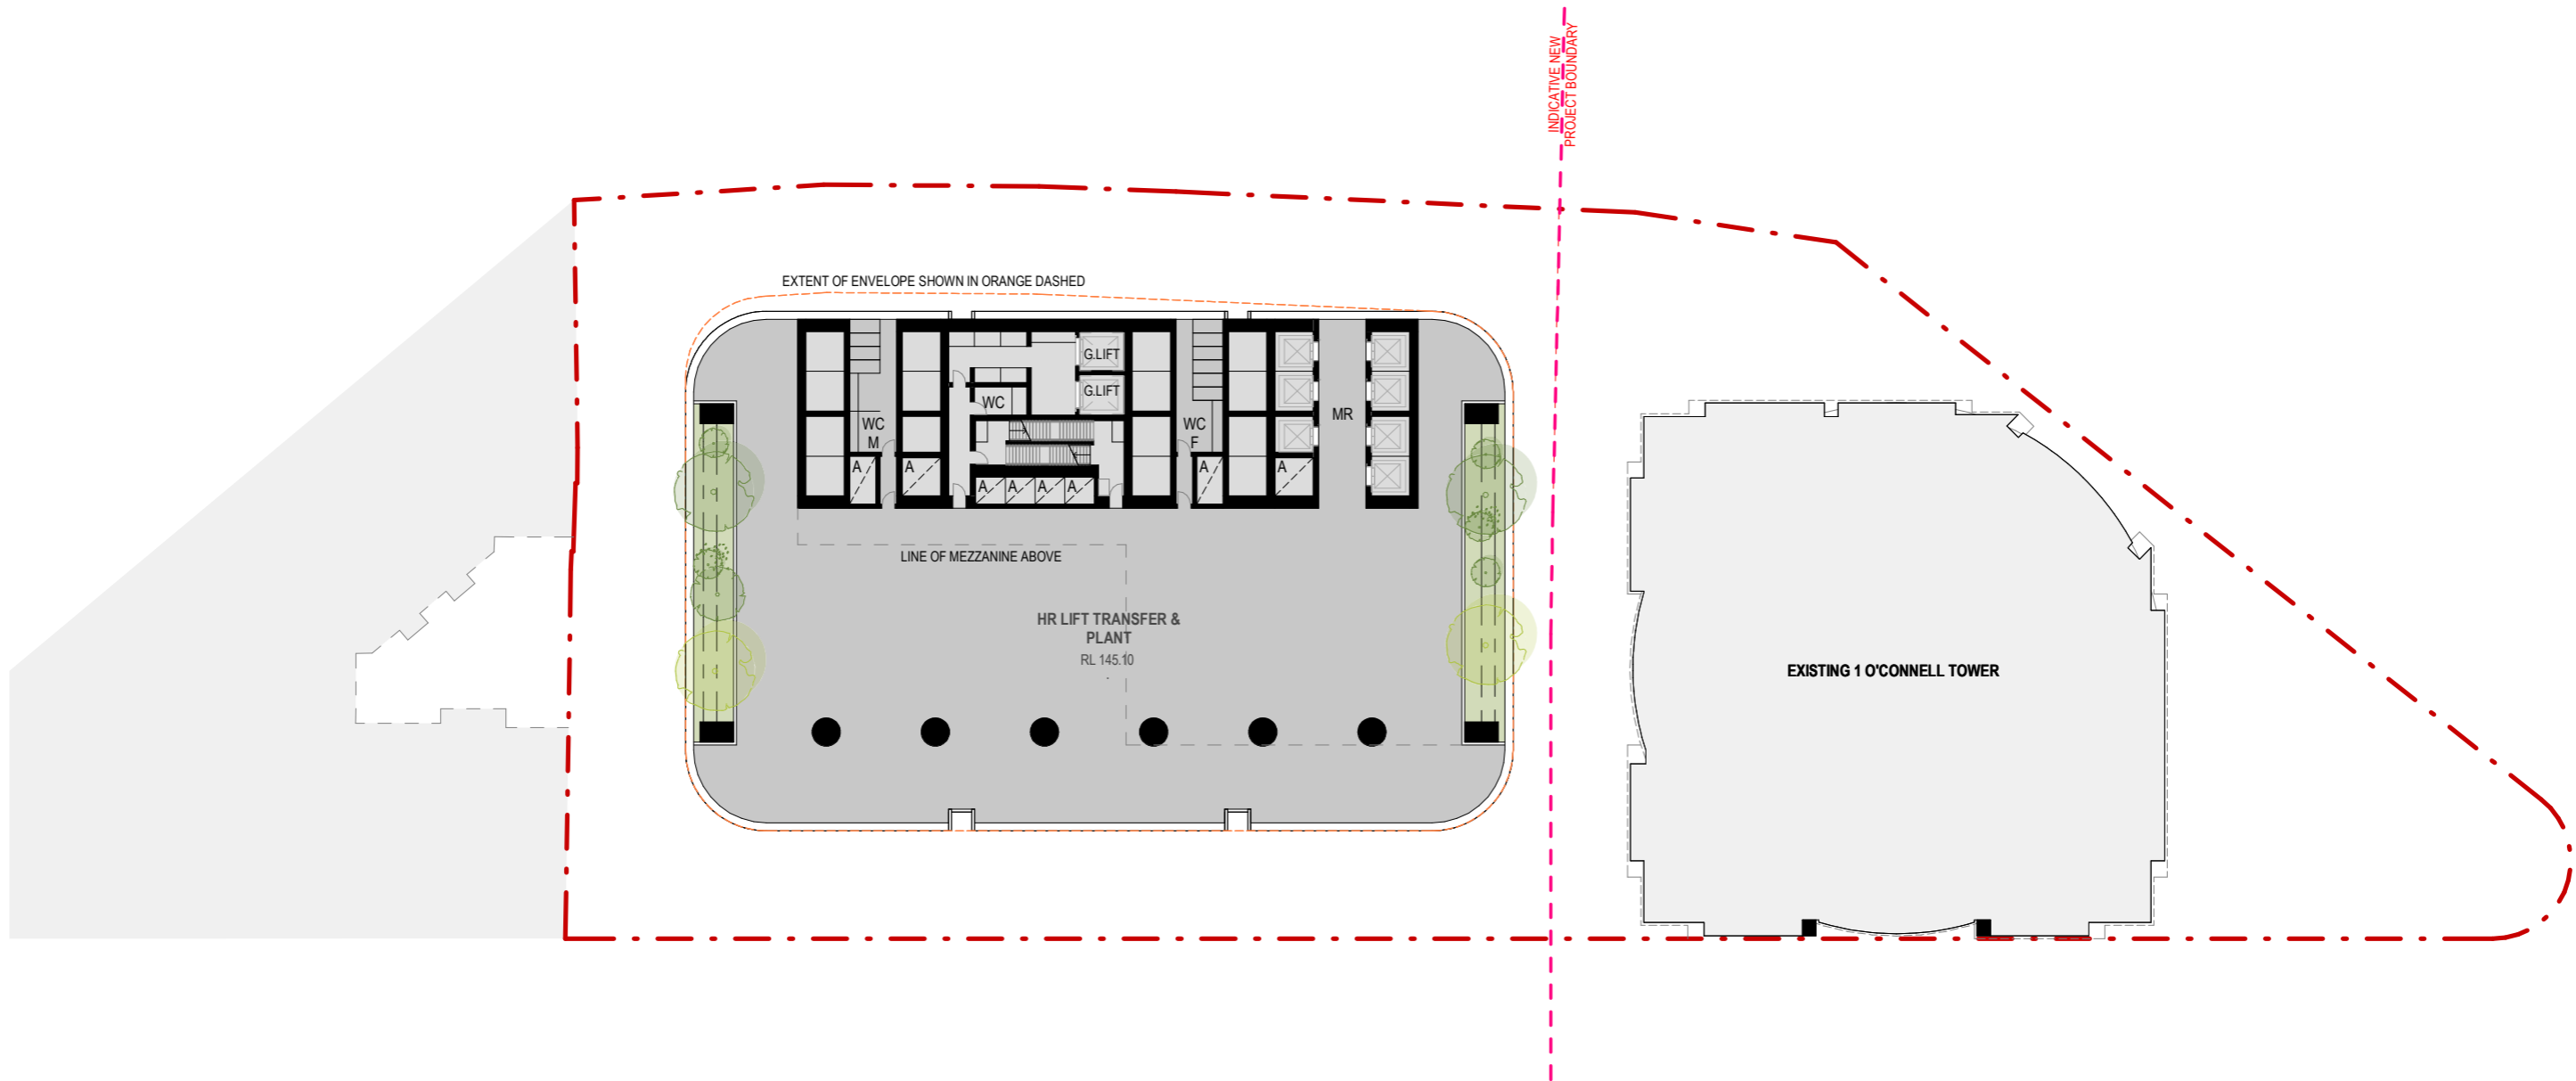 INDICATIVE NEW
PROJECT BOUNDARY
EXTENT OF ENVELOPE SHOWN IN ORANGE DASHED
G.LIFT
G.LIFT
WC
WC
M
WC
F
MR
A
A
A
A
A
A
A
A
LINE OF MEZZANINE ABOVE
HR LIFT TRANSFER &
PLANT
RL 145.10
EXISTING 1 O'CONNELL TOWER